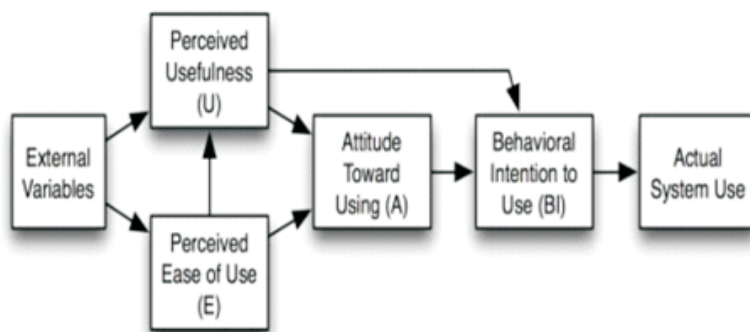 Perceived
Usefulness
(U)
External
Variables
Perceived
Ease of Use
(E)
Attitude
Toward
Using (A)
Behavioral
Intention to
Use (BI)
Actual
System Use